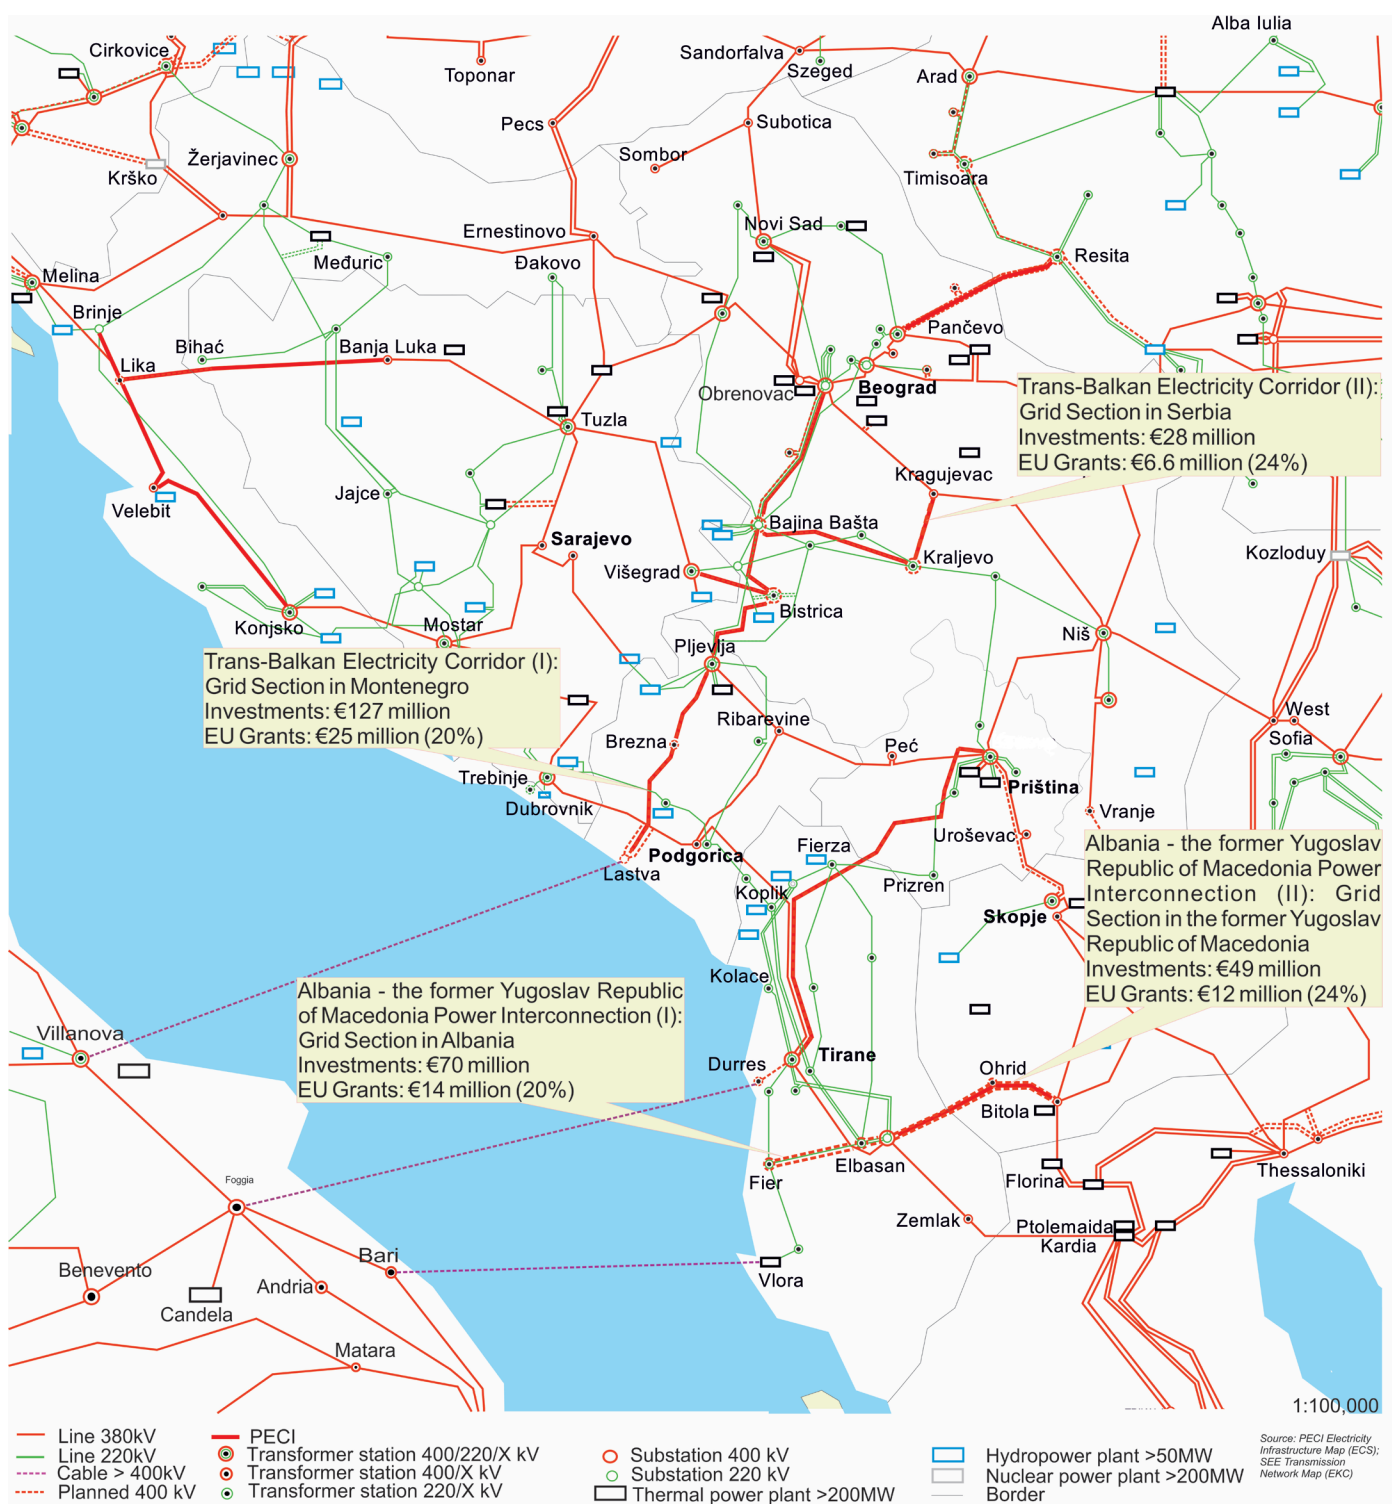 Alba Iulia
Cirkovice
Sandorfalva
Toponar
Szeged
Arad
Pecs
Subotica
Žerjavinec
Sombor
Krško
Timisoara
Novi Sad
Ernestinovo
Međuric
Đakovo
Resita
Melina
Brinje
Pančevo
Bihać
Banja Luka
Lika
Obrenovac
Beograd
Trans-Balkan Electricity Corridor (II):
Grid Section in Serbia
Investments: €28 million
EU Grants: €6.6 million (24%)
Tuzla
Kragujevac
Jajce
Velebit
Bajina Bašta
Sarajevo
Kozloduy
Kraljevo
Višegrad
Bistrica
Konjsko
Mostar
Niš
Pljevlja
Trans-Balkan Electricity Corridor (I):
Grid Section in Montenegro
Investments: €127 million
EU Grants: €25 million (20%)
Ribarevine
West
Sofia
Brezna
Peć
Trebinje
Priština
Dubrovnik
Vranje
Uroševac
Fierza
Podgorica
Lastva
Prizren
Koplik
Skopje
Albania - the former Yugoslav
Republic of Macedonia Power
Interconnection (II): Grid
Section in the former Yugoslav
Republic of Macedonia
Investments: €49 million
EU Grants: €12 million (24%)
Kolace
Albania - the former Yugoslav Republic
of Macedonia Power Interconnection (I):
Grid Section in Albania
Investments: €70 million
EU Grants: €14 million (20%)
Villanova
Tirane
Durres
Ohrid
Bitola
Elbasan
Fier
Florina
Thessaloniki
Foggia
Zemlak
Ptolemaida
Kardia
Bari
Benevento
Andria
Vlora
Candela
Matara
1:100,000
Line 380kV
Line 220kV
Cable > 400kV
Planned 400 kV
PECI
Transformer station 400/220/X kV
Transformer station 400/X kV
Transformer station 220/X kV
Substation 400 kV
Substation 220 kV
Thermal power plant >200MW
Hydropower plant >50MW
Nuclear power plant >200MW
Border
Source: PECI Electricity
Infrastructure Map (ECS);
SEE Transmission
Network Map (EKC)